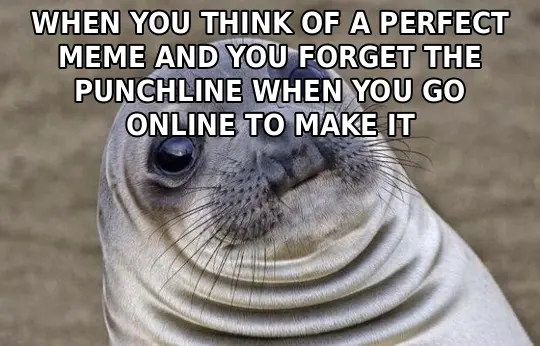 WHEN YOU THINK OF A PERFECT
MEME AND YOU FORGET THE
PUNCHLINE WHEN YOU GO
ONLINE TO MAKE IT